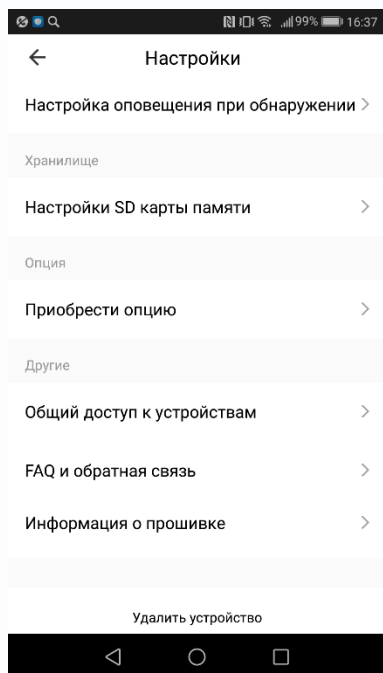 99% 16:37
Настройки
Настройка оповещения при обнаружении
Хранилище
Настройки SD карты памяти
Опция
Приобрести опцию
Другие
Общий доступ к устройствам
FAQ и обратная связь
Информация о прошивке
Удалить устройство